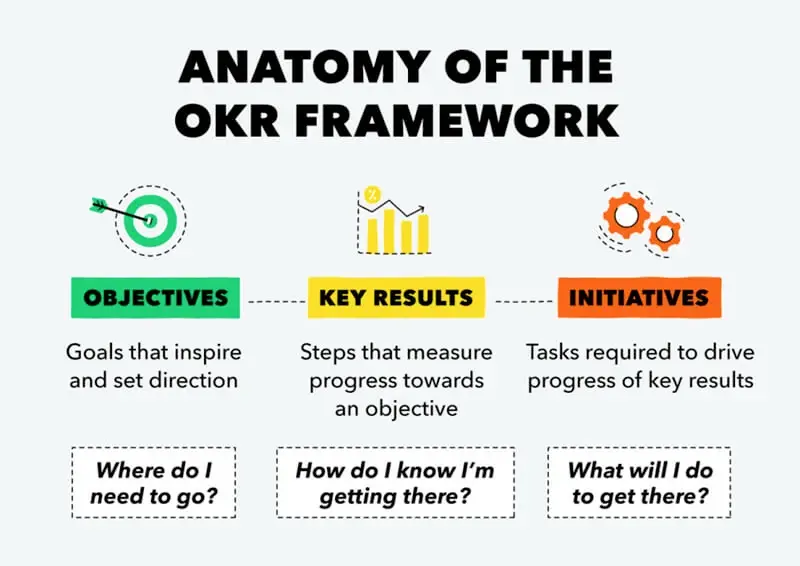 ANATOMY OF THE
OKR FRAMEWORK
%
OBJECTIVES
KEY RESULTS
INITIATIVES
Goals that inspire
and set direction
Steps that measure
progress towards
an objective
Tasks required to drive
progress of key results
Where do I
need to go?
How do I know I'm
getting there?
What will I do
to get there?